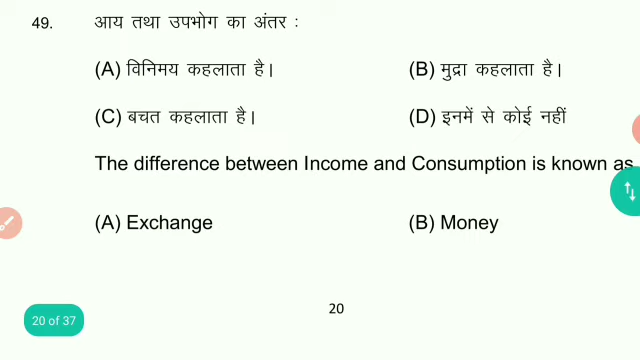 49. आय तथा उपभोग का अंतर :
(A) विनिमय कहलाता है। (B) मुद्रा कहलाता है।
(C) बचत कहलाता है। (D) इनमें से कोई नहीं
The difference between Income and Consumption is known as
(A) Exchange (B) Money
20
20 of 37